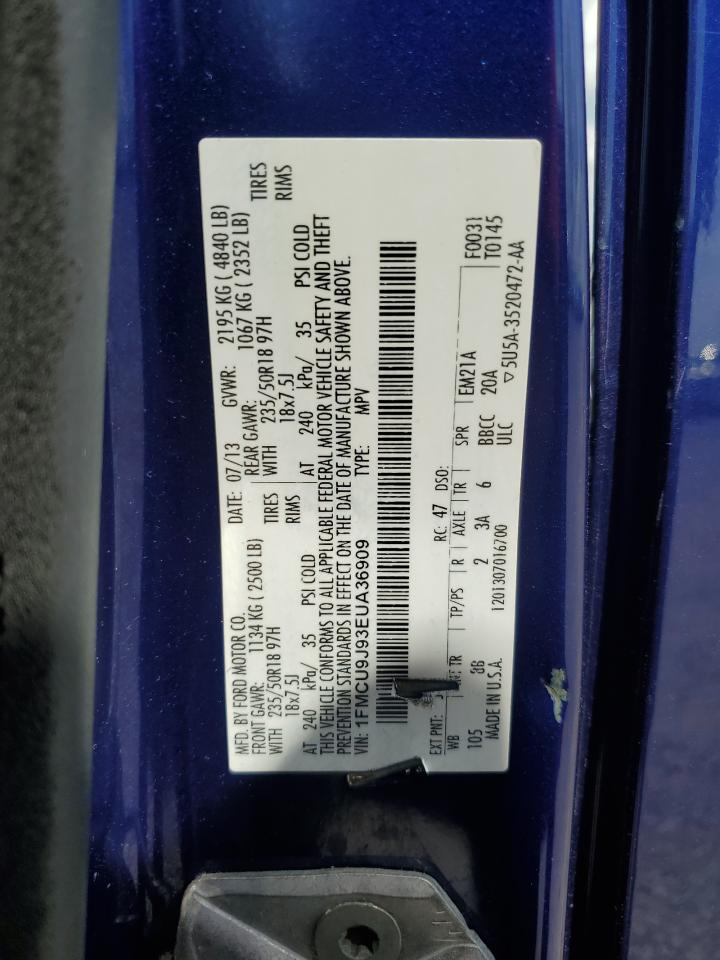 MFD. BY FORD MOTOR CO. DATE: 07/13 GVWR: 2195 KG ( 4840 LB)
FRONT GAWR: 1134 KG ( 2500 LB) REAR GAWR: 1067 KG ( 2352 LB)
WITH 235/50R18 97H TIRES WITH 235/50R18 97H TIRES
18x7.5J RIMS 18x7.5J RIMS
AT 240 kPa/ 35 PSI COLD AT 240 kPa/ 35 PSI COLD
THIS VEHICLE CONFORMS TO ALL APPLICABLE FEDERAL MOTOR VEHICLE SAFETY AND THEFT
PREVENTION STANDARDS IN EFFECT ON THE DATE OF MANUFACTURE SHOWN ABOVE.
VIN: 1FMCU9J93EUA36909 TYPE: MPV
EXT PNT: RC: 47 DSO: F0031
WB TR TP/PS R AXLE TR SPR EM21A T0145
105 8B 2 3A 6 BBCC 20A
MADE IN U.S.A. 1201307016700 ULC ▽5U5A-3520472-AA